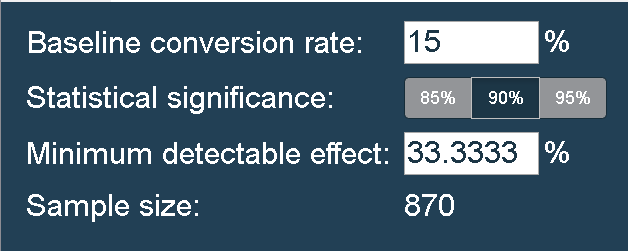 Baseline conversion rate: 15 %
Statistical significance: 85% 90% 95%
Minimum detectable effect: 33.3333 %
Sample size: 870